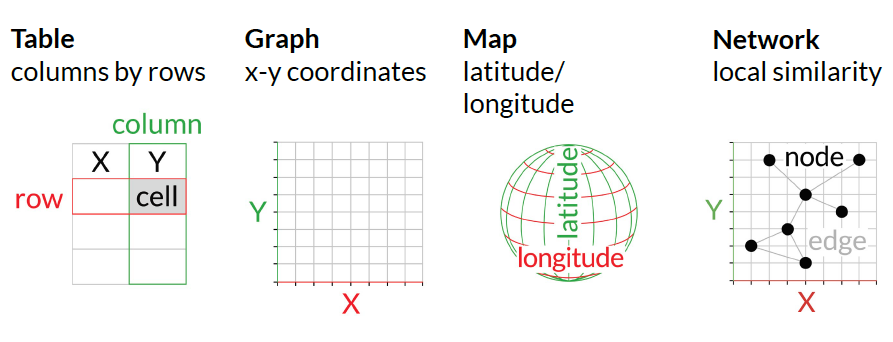 Table
columns by rows
column
X Y
row
cell
Graph
x-y coordinates
Y
X
Map
latitude/
longitude
latitude
longitude
Network
local similarity
node
Y
edge
X